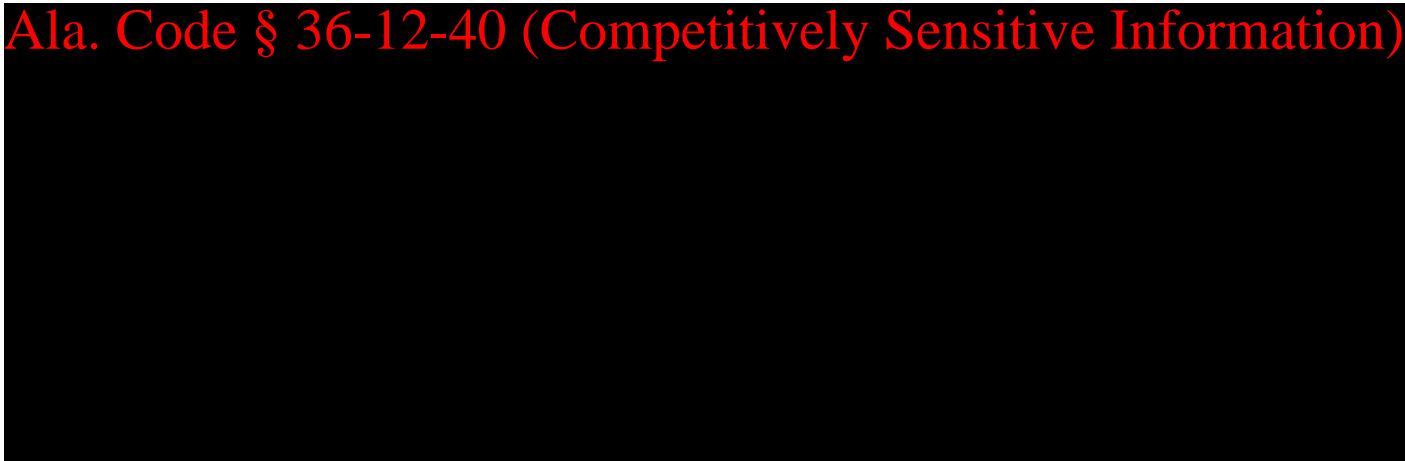 Ala. Code § 36-12-40 (Competitively Sensitive Information)